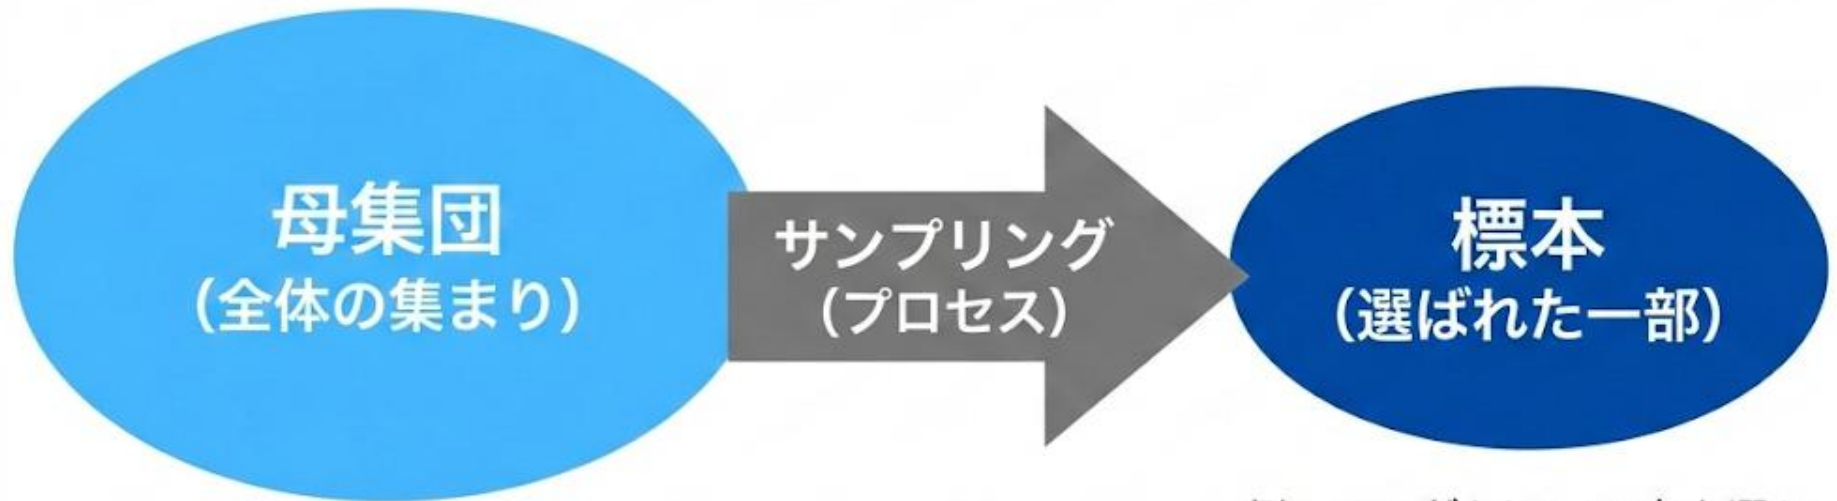 母集団
（全体の集まり）
サンプリング
（プロセス）
標本
（選ばれた一部）